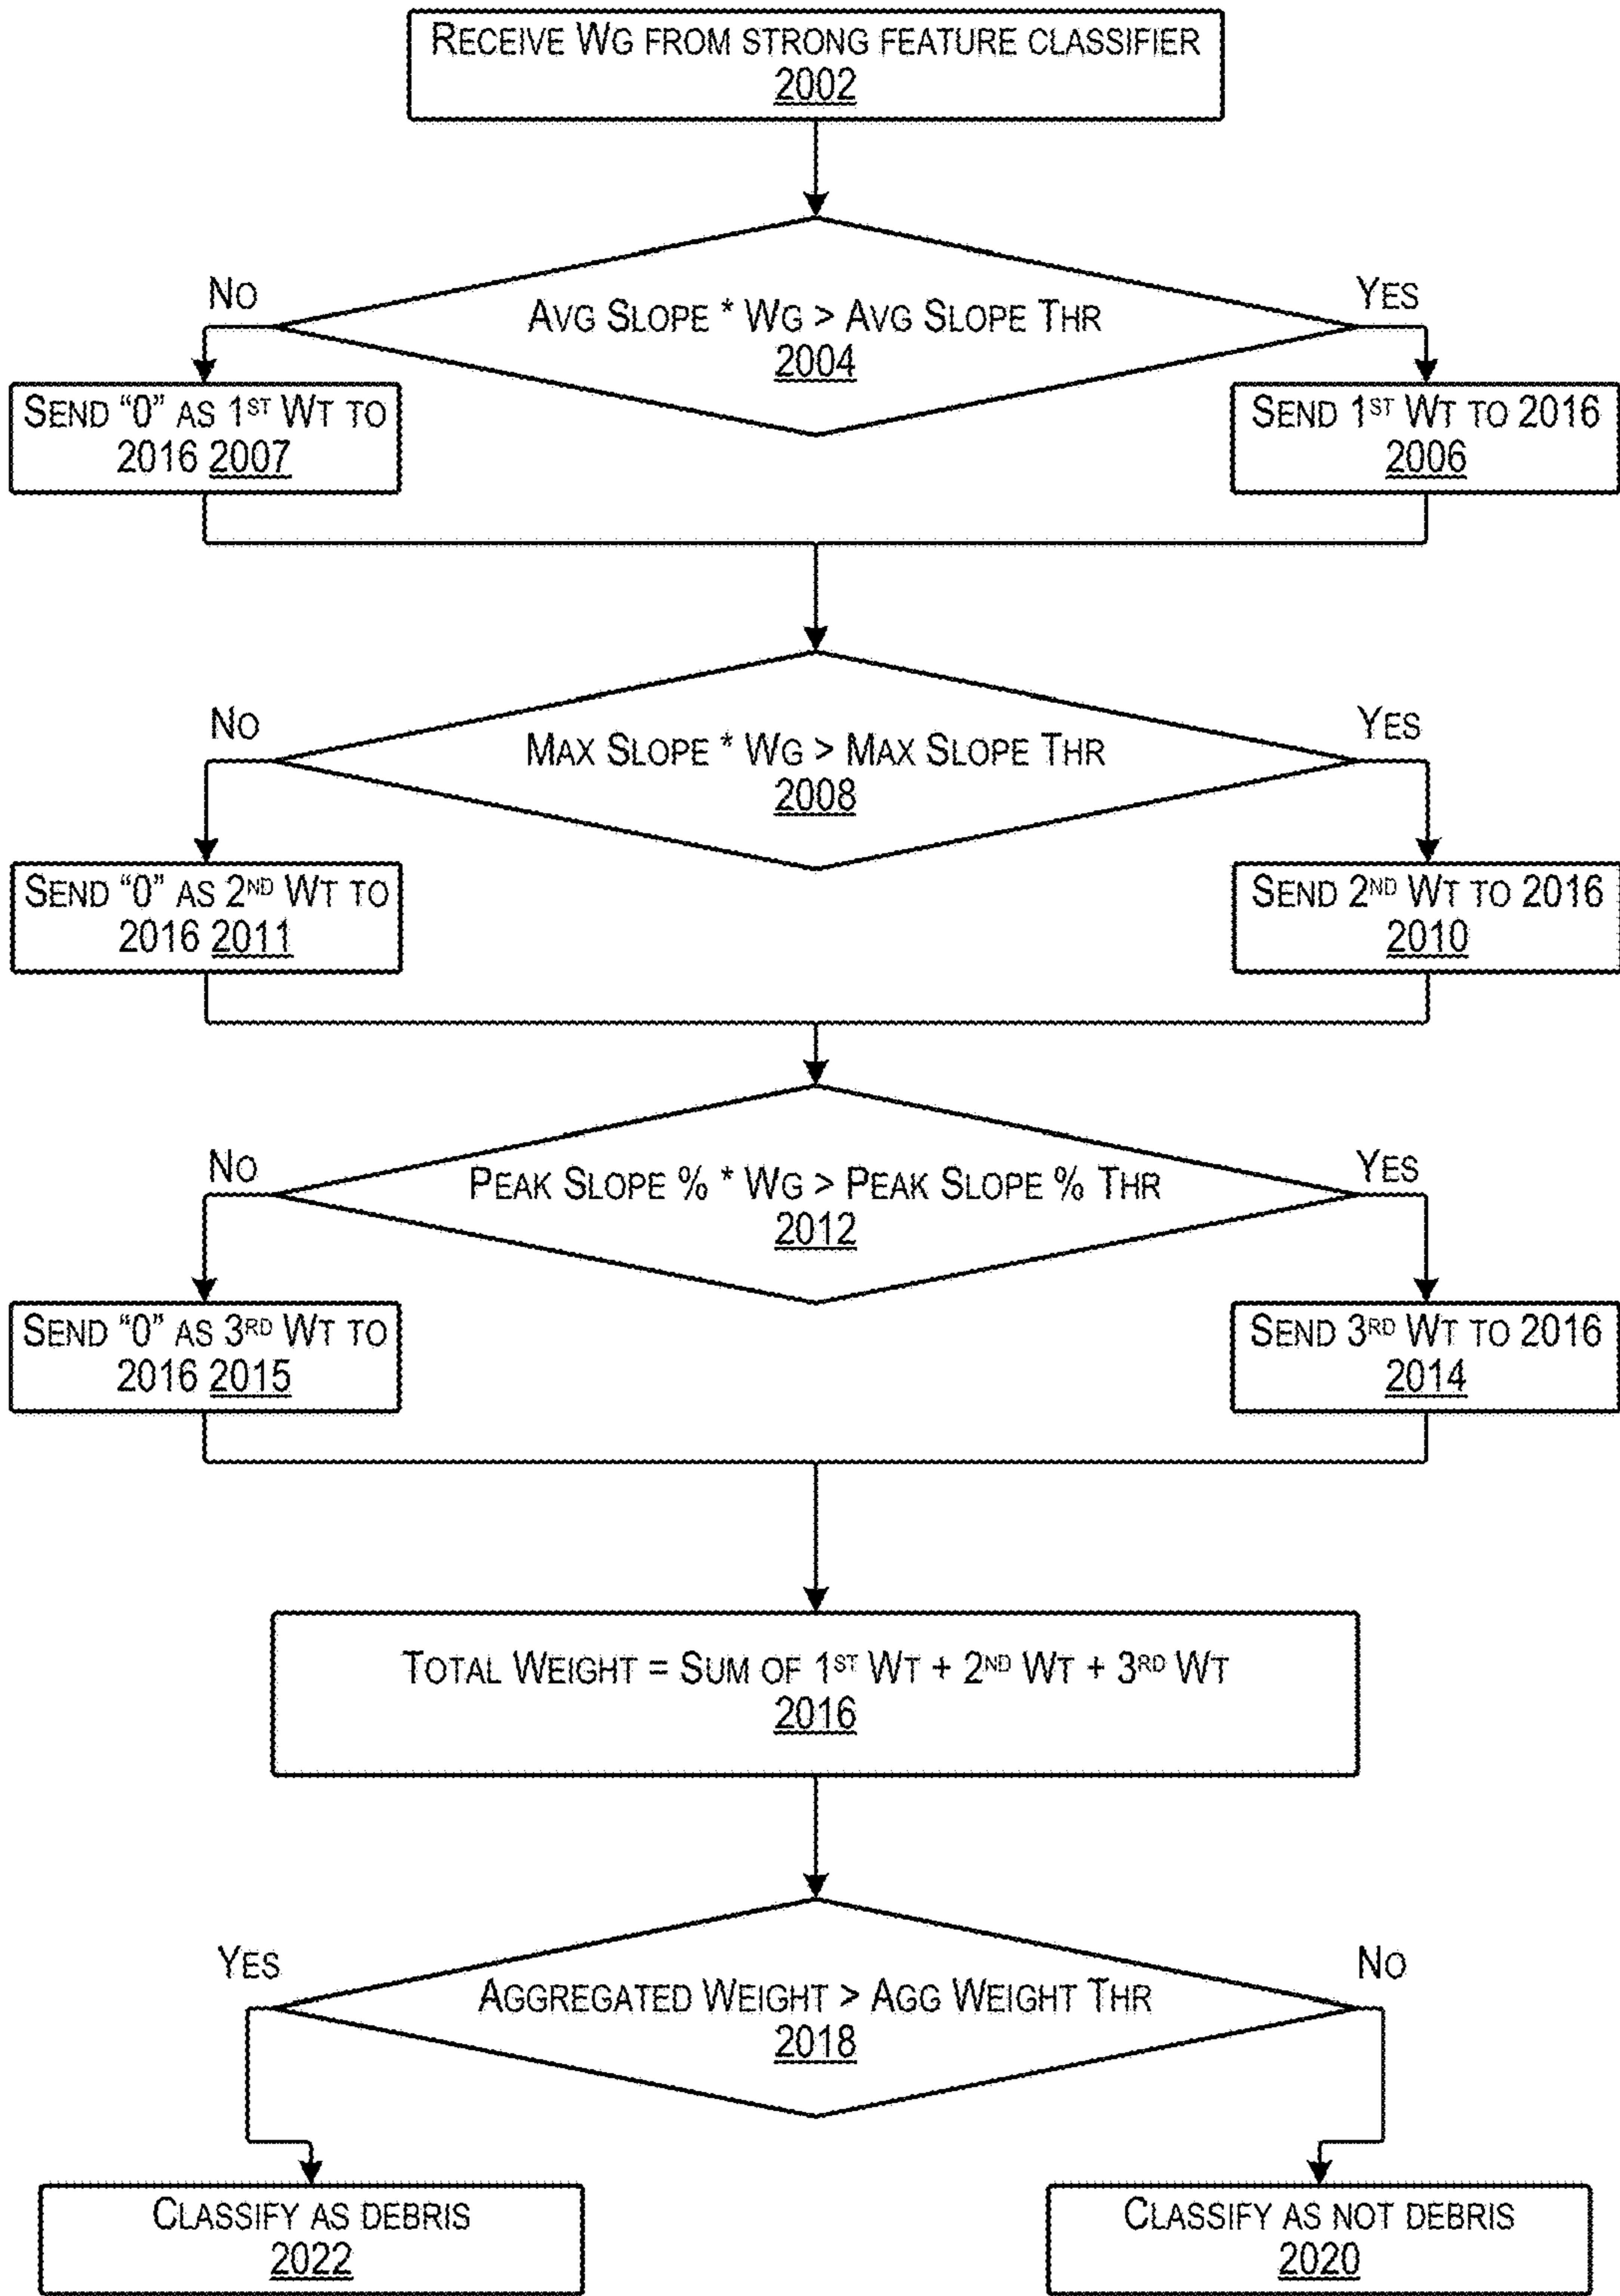 RECEIVE WG FROM STRONG FEATURE CLASSIFIER
2002
AVG SLOPE * WG > AVG SLOPE THR
2004
NO
YES
SEND "0" AS 1ST WT TO
2016 2007
SEND 1ST WT TO 2016
2006
MAX SLOPE * WG > MAX SLOPE THR
2008
NO
YES
SEND "0" AS 2ND WT TO
2016 2011
SEND 2ND WT TO 2016
2010
PEAK SLOPE % * WG > PEAK SLOPE % THR
2012
NO
YES
SEND "0" AS 3RD WT TO
2016 2015
SEND 3RD WT TO 2016
2014
TOTAL WEIGHT = SUM OF 1ST WT + 2ND WT + 3RD WT
2016
AGGREGATED WEIGHT > AGG WEIGHT THR
2018
YES
NO
CLASSIFY AS DEBRIS
2022
CLASSIFY AS NOT DEBRIS
2020